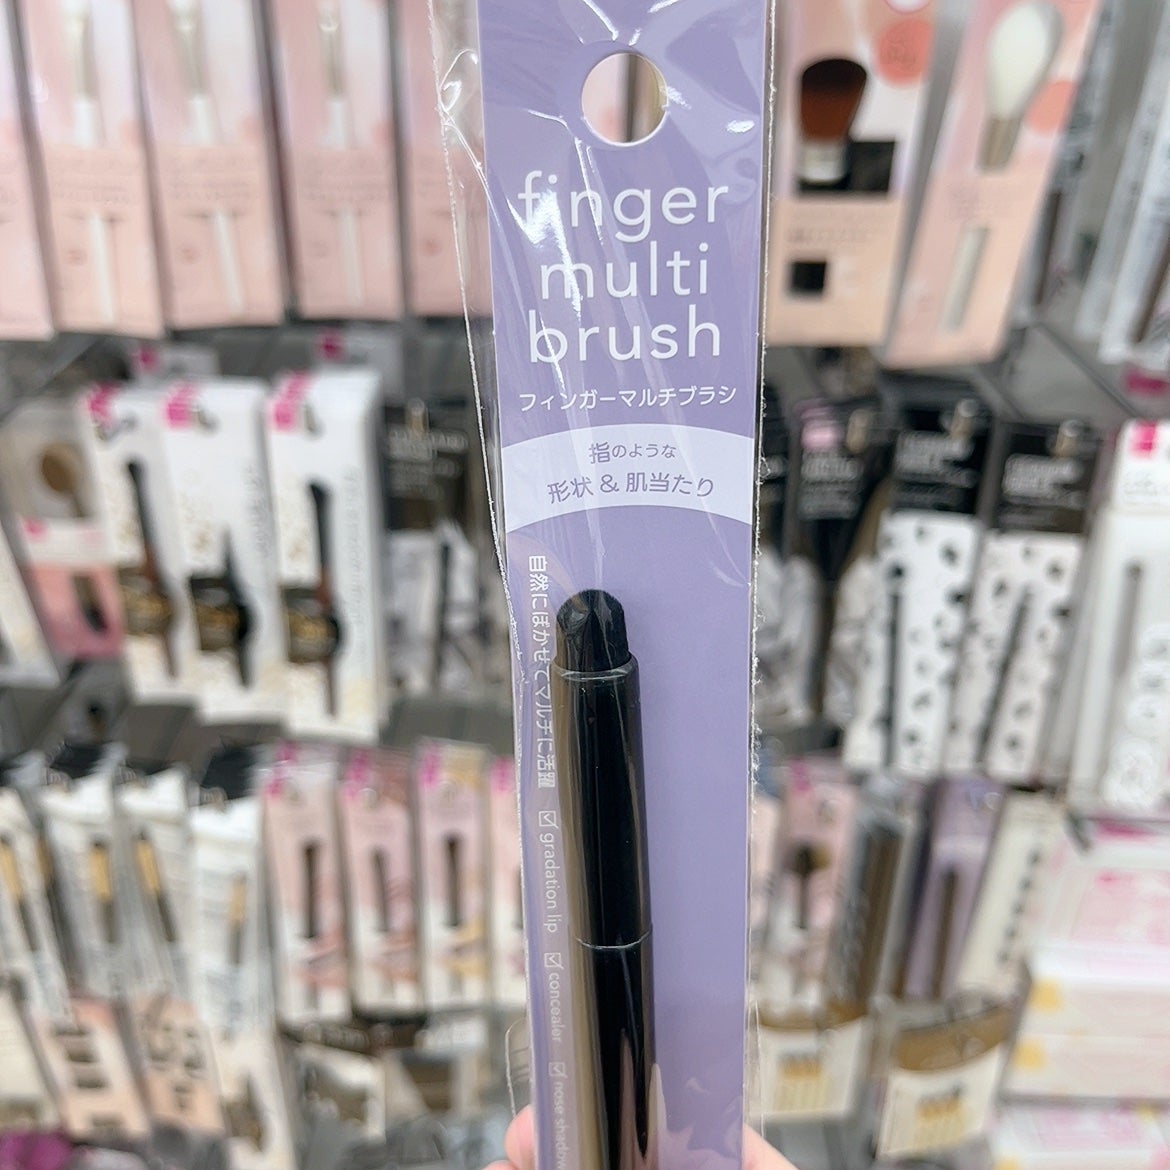 finger
multi
brush
フィンガーマルチブラシ
指のような
形状 & 肌当たり
自然にぼかせてマルチに活躍
gradation lip
concealer
nose shadow